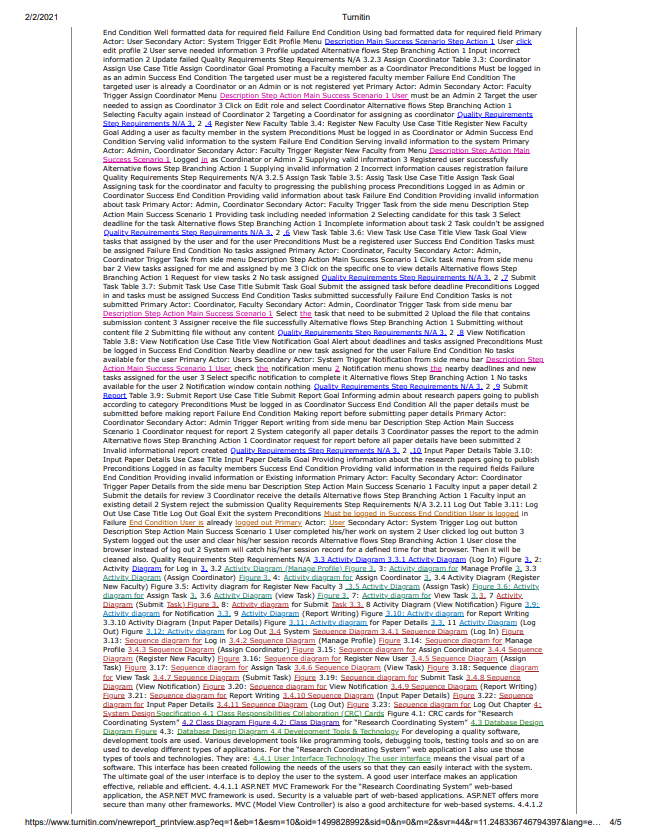 2/2/2021 Turnitin
End Condition Well formatted data for required field Failure End Condition Using bad formatted data for required field Primary
Actor: User Secondary Actor: System Trigger Edit Profile Menu Description Main Success Scenario Step Action 1 User click
edit profile 2 User serve needed information 3 Profile updated Alternative flows Step Branching Action 1 Input incorrect
information 2 Update failed Quality Requirements Step Requirements N/A 3.2.3 Assign Coordinator Table 3.3: Coordinator
Assign Use Case Title Assign Coordinator Goal Promoting a Faculty member as a Coordinator Preconditions Must be logged in
as an admin Success End Condition The targeted user must be a registered faculty member Failure End Condition The
targeted user is already a Coordinator or an Admin or is not registered yet Primary Actor: Admin Secondary Actor: Faculty
Trigger Assign Coordinator Menu Description Step Action Main Success Scenario 1 User must be an Admin 2 Target the user
needed to assign as Coordinator 3 Click on Edit role and select Coordinator Alternative flows Step Branching Action 1
Selecting Faculty again instead of Coordinator 2 Targeting a Coordinator for assigning as coordinator Quality Requirements
Step Requirements N/A 3. 2 .4 Register New Faculty Table 3.4: Register New Faculty Use Case Title Register New Faculty
Goal Adding a user as faculty member in the system Preconditions Must be logged in as Coordinator or Admin Success End
Condition Serving valid information to the system Failure End Condition Serving invalid information to the system Primary
Actor: Admin, Coordinator Secondary Actor: Faculty Trigger Register New Faculty from Menu Description Step Action Main
Success Scenario 1 Logged in as Coordinator or Admin 2 Supplying valid information 3 Registered user successfully
Alternative flows Step Branching Action 1 Supplying invalid information 2 Incorrect information causes registration failure
Quality Requirements Step Requirements N/A 3.2.5 Assign Task Table 3.5: Assig Task Use Case Title Assign Task Goal
Assigning task for the coordinator and faculty to progressing the publishing process Preconditions Logged in as Admin or
Coordinator Success End Condition Providing valid information about task Failure End Condition Providing invalid information
about task Primary Actor: Admin, Coordinator Secondary Actor: Faculty Trigger Task from the side menu Description Step
Action Main Success Scenario 1 Providing task including needed information 2 Selecting candidate for this task 3 Select
deadline for the task Alternative flows Step Branching Action 1 Incomplete information about task 2 Task couldn't be assigned
Quality Requirements Step Requirements N/A 3. 2 .6 View Task Table 3.6: View Task Use Case Title View Task Goal View
tasks that assigned by the user and for the user Preconditions Must be a registered user Success End Condition Tasks must
be assigned Failure End Condition No tasks assigned Primary Actor: Coordinator, Faculty Secondary Actor: Admin,
Coordinator Trigger Task from side menu Description Step Action Main Success Scenario 1 Click task menu from side menu
bar 2 View tasks assigned for me and assigned by me 3 Click on the specific one to view details Alternative flows Step
Branching Action 1 Request for view tasks 2 No task assigned Quality Requirements Step Requirements N/A 3. 2 .7 Submit
Task Table 3.7: Submit Task Use Case Title Submit Task Goal Submit the assigned task before deadline Preconditions Logged
in and tasks must be assigned Success End Condition Tasks submitted successfully Failure End Condition Tasks is not
submitted Primary Actor: Coordinator, Faculty Secondary Actor: Admin, Coordinator Trigger Task from side menu bar
Description Step Action Main Success Scenario 1 Select the task that need to be submitted 2 Upload the file that contains
submission content 3 Assigner receive the file successfully Alternative flows Step Branching Action 1 Submitting without
content file 2 Submitting file without any content Quality Requirements Step Requirements N/A 3. 2 .8 View Notification
Table 3.8: View Notification Use Case Title View Notification Goal Alert about deadlines and tasks assigned Preconditions Must
be logged in Success End Condition Nearby deadline or new task assigned for the user Failure End Condition No tasks
available for the user Primary Actor: Users Secondary Actor: System Trigger Notification from side menu bar Description Step
Action Main Success Scenario 1 User check the notification menu 2 Notification menu shows the nearby deadlines and new
tasks assigned for the user 3 Select specific notification to complete it Alternative flows Step Branching Action 1 No tasks
available for the user 2 Notification window contain nothing Quality Requirements Step Requirements N/A 3. 2 .9 Submit
Report Table 3.9: Submit Report Use Case Title Submit Report Goal Informing admin about research papers going to publish
according to category Preconditions Must be logged in as Coordinator Success End Condition All the paper details must be
submitted before making report Failure End Condition Making report before submitting paper details Primary Actor:
Coordinator Secondary Actor: Admin Trigger Report writing from side menu bar Description Step Action Main Success
Scenario 1 Coordinator request for report 2 System categorify all paper details 3 Coordinator passes the report to the admin
Alternative flows Step Branching Action 1 Coordinator request for report before all paper details have been submitted 2
Invalid informational report created Quality Requirements Step Requirements N/A 3. 2 .10 Input Paper Details Table 3.10:
Input Paper Details Use Case Title Input Paper Details Goal Providing information about the research papers going to publish
Preconditions Logged in as faculty members Success End Condition Providing valid information in the required fields Failure
End Condition Providing invalid information or Existing information Primary Actor: Faculty Secondary Actor: Coordinator
Trigger Paper Details from the side menu bar Description Step Action Main Success Scenario 1 Faculty input a paper detail 2
Submit the details for review 3 Coordinator receive the details Alternative flows Step Branching Action 1 Faculty input an
existing detail 2 System reject the submission Quality Requirements Step Requirements N/A 3.2.11 Log Out Table 3.11: Log
Out Use Case Title Log Out Goal Exit the system Preconditions Must be logged in Success End Condition User is logged in
Failure End Condition User is already logged out Primary Actor: User Secondary Actor: System Trigger Log out button
Description Step Action Main Success Scenario 1 User completed his/her work on system 2 User clicked log out button 3
System logged out the user and clear his/her session records Alternative flows Step Branching Action 1 User close the
browser instead of log out 2 System will catch his/her session record for a defined time for that browser. Then it will be
cleaned also. Quality Requirements Step Requirements N/A 3.3 Activity Diagram 3.3.1 Activity Diagram (Log In) Figure 3. 2:
Activity Diagram for Log in 3. 3.2 Activity Diagram (Manage Profile) Figure 3. 3: Activity Diagram for Manage Profile 3. 3.3
Activity Diagram (Assign Coordinator) Figure 3. 4: Activity diagram for Assign Coordinator 3. 3.4 Activity Diagram (Register
New Faculty) Figure 3.5: Activity diagram for Register New Faculty 3 .3.5 Activity Diagram (Assign Task) Figure 3.6: Activity
diagram for Assign Task 3. 3.6 Activity Diagram (view Task) Figure 3. 7: Activity diagram for View Task 3.3. 7 Activity
Diagram (Submit Task) Figure 3. 8: Activity diagram for Submit Task 3.3. 8 Activity Diagram (View Notification) Figure 3.9:
Activity diagram for Notification 3.3. 9 Activity Diagram (Report Writing) Figure 3.10: Activity diagram for Report Writing
3.3.10 Activity Diagram (Input Paper Details) Figure 3.11: Activity diagram for Paper Details 3.3. 11 Activity Diagram (Log
Out) Figure 3.12: Activity diagram for Log Out 3.4 System Sequence Diagram 3.4.1 Sequence Diagram (Log In) Figure
3.13: Sequence diagram for Log in 3.4.2 Sequence Diagram (Manage Profile) Figure 3.14: Sequence diagram for Manage
Profile 3.4.3 Sequence Diagram (Assign Coordinator) Figure 3.15: Sequence diagram for Assign Coordinator 3.4.4 Sequence
Diagram (Register New Faculty) Figure 3.16: Sequence diagram for Register New User 3.4.5 Sequence Diagram (Assign
Task) Figure 3.17: Sequence diagram for Assign Task 3.4.6 Sequence Diagram (View Task) Figure 3.18: Sequence diagram
for View Task 3.4.7 Sequence Diagram (Submit Task) Figure 3.19: Sequence diagram for Submit Task 3.4.8 Sequence
Diagram (View Notification) Figure 3.20: Sequence diagram for View Notification 3.4.9 Sequence Diagram (Report Writing)
Figure 3.21: Sequence diagram for Report Writing 3.4.10 Sequence Diagram (Input Paper Details) Figure 3.22: Sequence
diagram for Input Paper Details 3.4.11 Sequence Diagram (Log Out) Figure 3.23: Sequence diagram for Log Out Chapter 4:
System Design Specification 4.1 Class Responsibilities Collaboration (CRC) Cards Figure 4.1: CRC cards for "Research
Coordinating System" 4.2 Class Diagram Figure 4.2: Class Diagram for "Research Coordinating System" 4.3 Database Design
Diagram Figure 4.3: Database Design Diagram 4.4 Development Tools & Technology For developing a quality software,
development tools are used. Various development tools like programming tools, debugging tools, testing tools and so on are
used to develop different types of applications. For the "Research Coordinating System" web application I also use those
types of tools and technologies. They are: 4.4.1 User Interface Technology The user interface means the visual part of a
software. This interface has been created following the needs of the users so that they can easily interact with the system.
The ultimate goal of the user interface is to deploy the user to the system. A good user interface makes an application
effective, reliable and efficient. 4.4.1.1 ASP.NET MVC Framework For the "Research Coordinating System" web-based
application, the ASP.NET MVC framework is used. Security is a valuable part of web-based applications. ASP.NET offers more
secure than many other frameworks. MVC (Model View Controller) is also a good architecture for web-based systems. 4.4.1.2
https://www.turnitin.com/newreport_printview.asp?eq=1&eb=1&esm=10&oid=1499828992&sid=0&n=0&m=2&svr=44&r=11.248336746794397&lang=e... 4/5